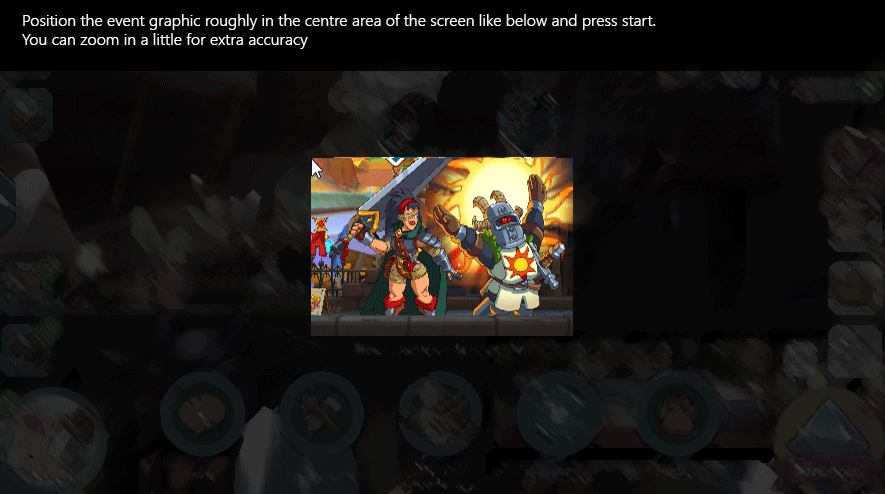 Position the event graphic roughly in the centre area of the screen like below and press start.
You can zoom in a little for extra accuracy